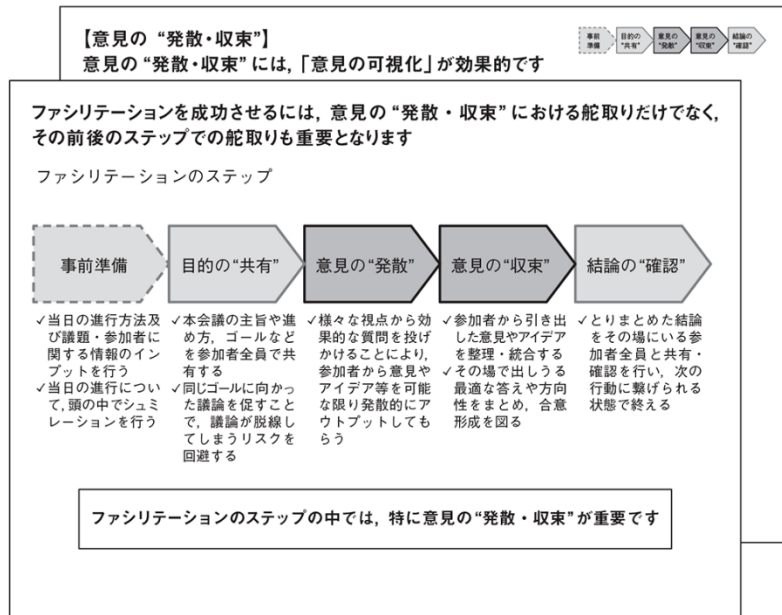 【意見の “発散・収束”】
意見の “発散・収束” には，「意見の可視化」が効果的です
事前
準備
目的の
“共有”
意見の
“発散”
意見の
“収束”
結論の
“確認”
ファシリテーションを成功させるには，意見の “発散・収束” における舵取りだけでなく，
その前後のステップでの舵取りも重要となります
ファシリテーションのステップ
事前準備
目的の“共有”
意見の“発散”
意見の“収束”
結論の“確認”
✓当日の進行方法及
び議題・参加者に
関する情報のイン
プットを行う
✓当日の進行につい
て，頭の中でシュミ
レーションを行う
✓本会議の主旨や進
め方，ゴールなど
を参加者全員で共
有する
✓同じゴールに向かっ
た議論を促すこと
で，議論が脱線し
てしまうリスクを
回避する
✓様々な視点から効
果的な質問を投げ
かけることにより，
参加者から意見や
アイデア等を可能
な限り発散的にア
ウトプットしても
らう
✓参加者から引き出
した意見やアイデア
を整理・統合する
✓その場で出しうる
最適な答えや方向
性をまとめ，合意
形成を図る
✓とりまとめた結論
をその場にいる参
加者全員と共有・
確認を行い，次の
行動に繋げられる
状態で終える
ファシリテーションのステップの中では，特に意見の“発散・収束”が重要です